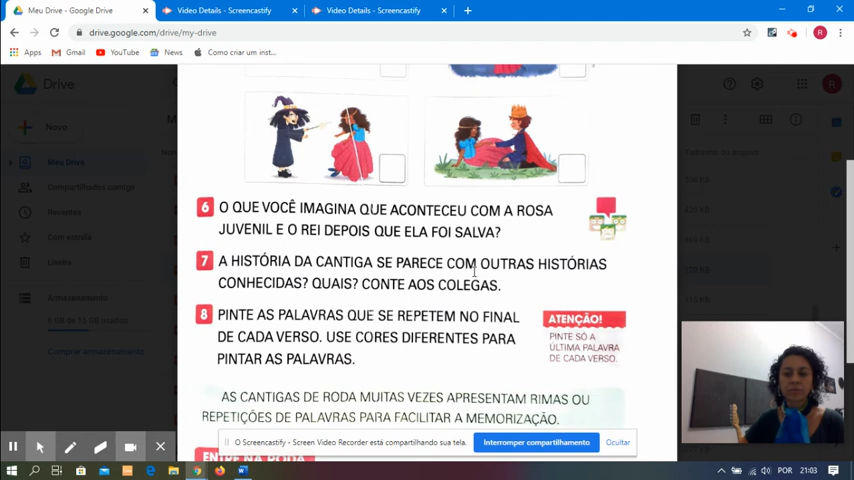 Meu Drive - Google Drive
Video Details - Screencastify
Video Details - Screencastify
drive.google.com/drive/my-drive
R
Apps
Gmail
YouTube
News
Como criar um inst...
Drive
R
Novo
Meu Drive
Compartilhados comigo
Recentes
Com estrela
Lixeira
Armazenamento
Comprar armazenamento
Tamanho do arquivo
6 O QUE VOCÊ IMAGINA QUE ACONTECEU COM A ROSA
JUVENIL E O REI DEPOIS QUE ELA FOI SALVA?
7 A HISTÓRIA DA CANTIGA SE PARECE COM OUTRAS HISTÓRIAS
CONHECIDAS? QUAIS? CONTE AOS COLEGAS.
8 PINTE AS PALAVRAS QUE SE REPETEM NO FINAL
DE CADA VERSO. USE CORES DIFERENTES PARA
PINTAR AS PALAVRAS.
ATENÇÃO!
PINTE SÓ A
ÚLTIMA PALAVRA
DE CADA VERSO.
AS CANTIGAS DE RODA MUITAS VEZES APRESENTAM RIMAS OU
REPETIÇÕES DE PALAVRAS PARA FACILITAR A MEMORIZAÇÃO.
ENTRE NA RODA
O Screencastify - Screen Video Recorder está compartilhando sua tela.
Interromper compartilhamento
Ocultar
POR
21:03